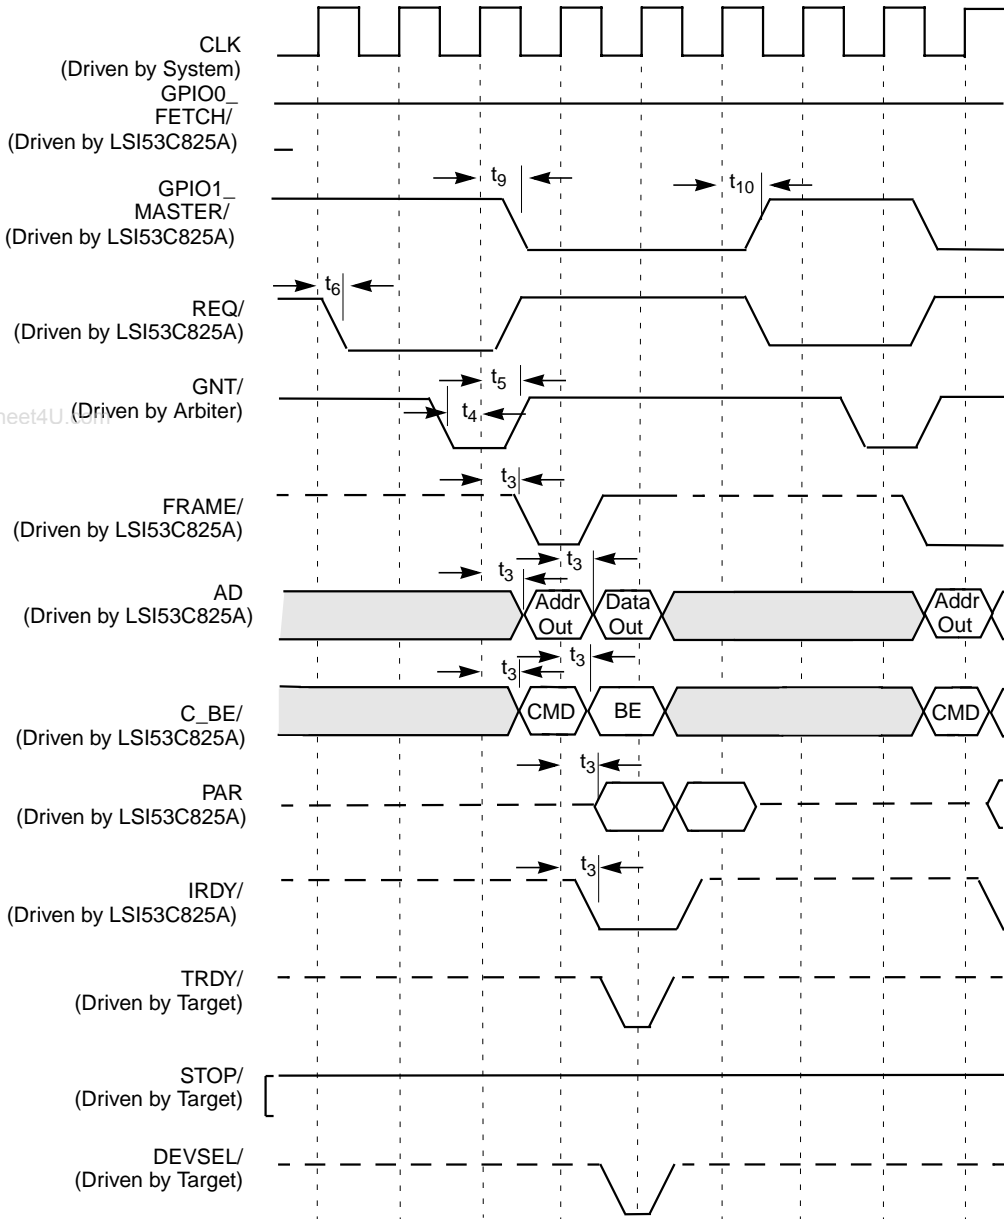 CLK
(Driven by System)
GPIO0_
FETCH/
(Driven by LSI53C825A)
GPIO1_
MASTER/
(Driven by LSI53C825A)
t9
t10
REQ/
(Driven by LSI53C825A)
t6
GNT/
(Driven by Arbiter)
heet4U.com
t5
t4
FRAME/
(Driven by LSI53C825A)
t3
AD
(Driven by LSI53C825A)
t3
t3
Addr
Out
Data
Out
Addr
Out
C_BE/
(Driven by LSI53C825A)
t3
t3
CMD
BE
CMD
PAR
(Driven by LSI53C825A)
t3
IRDY/
(Driven by LSI53C825A)
t3
TRDY/
(Driven by Target)
STOP/
(Driven by Target)
DEVSEL/
(Driven by Target)